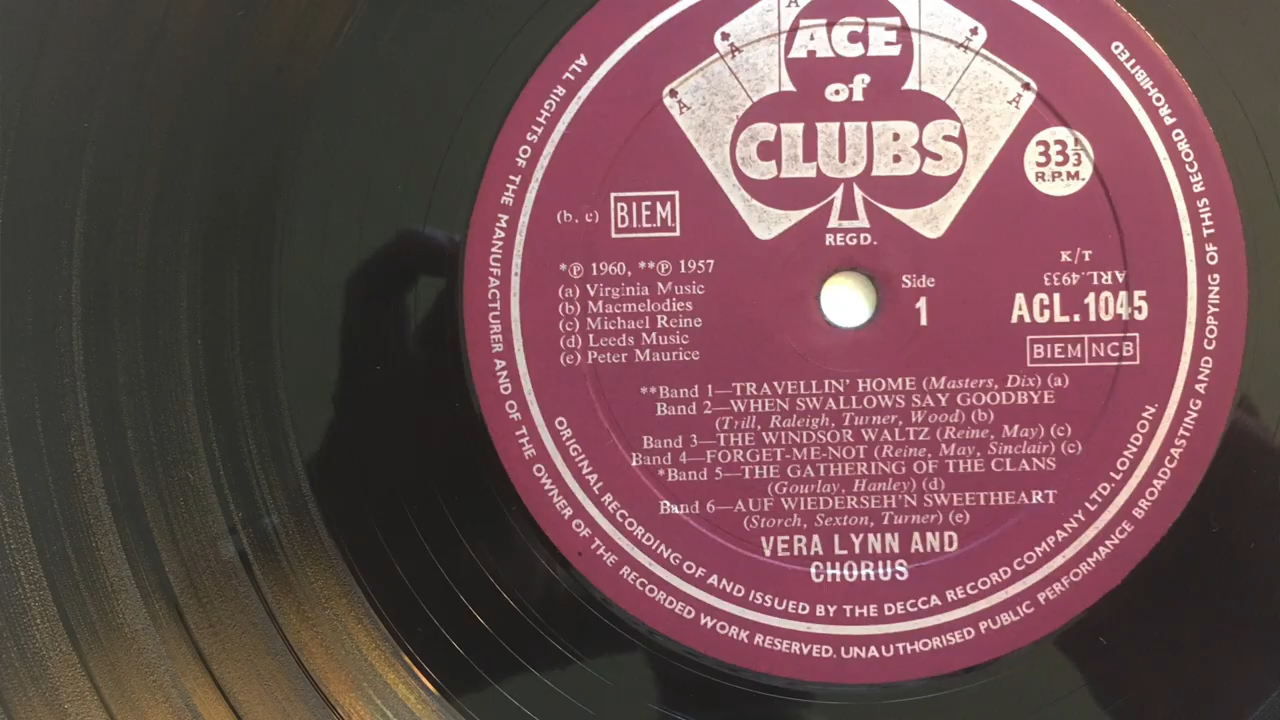 A
A
A
A
A
ACE
of
CLUBS
REGD.
33⅓
R.P.M.
(b, c) B.I.E.M.
*℗ 1960, **℗ 1957
(a) Virginia Music
(b) Macmelodies
(c) Michael Reine
(d) Leeds Music
(e) Peter Maurice
Side
1
K/T
ARL.4933
ACL.1045
BIEM NCB
**Band 1—TRAVELLIN' HOME (Masters, Dix) (a)
Band 2—WHEN SWALLOWS SAY GOODBYE
(Trill, Raleigh, Turner, Wood) (b)
Band 3—THE WINDSOR WALTZ (Reine, May) (c)
Band 4—FORGET-ME-NOT (Reine, May, Sinclair) (c)
*Band 5—THE GATHERING OF THE CLANS
(Gourlay, Hanley) (d)
Band 6—AUF WIEDERSEH'N SWEETHEART
(Storch, Sexton, Turner) (e)
VERA LYNN AND
CHORUS
ORIGINAL RECORDING OF AND ISSUED BY THE DECCA RECORD COMPANY LTD. LONDON.
ALL RIGHTS OF THE MANUFACTURER AND OF THE OWNER OF THE RECORDED WORK RESERVED. UNAUTHORISED PUBLIC PERFORMANCE BROADCASTING AND COPYING OF THIS RECORD PROHIBITED